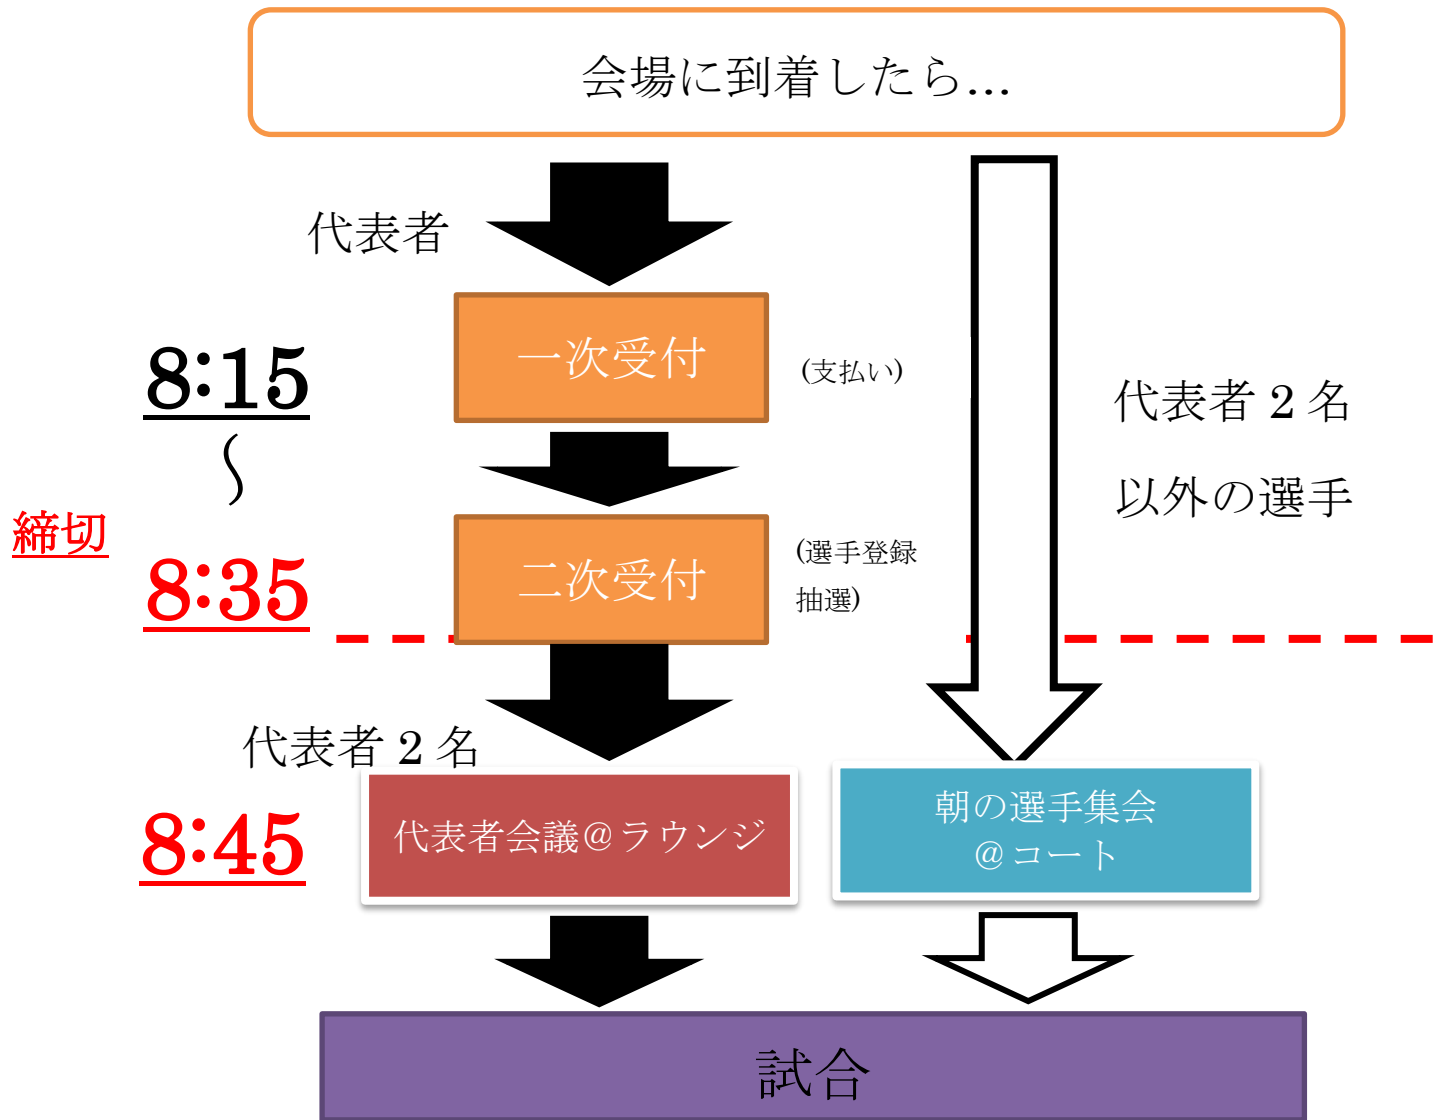 会場に到着したら...
代表者
8:15
～
締切
8:35
一次受付
(支払い)
二次受付
(選手登録
抽選)
代表者 2 名
以外の選手
代表者 2 名
8:45
代表者会議＠ラウンジ
朝の選手集会
＠コート
試合